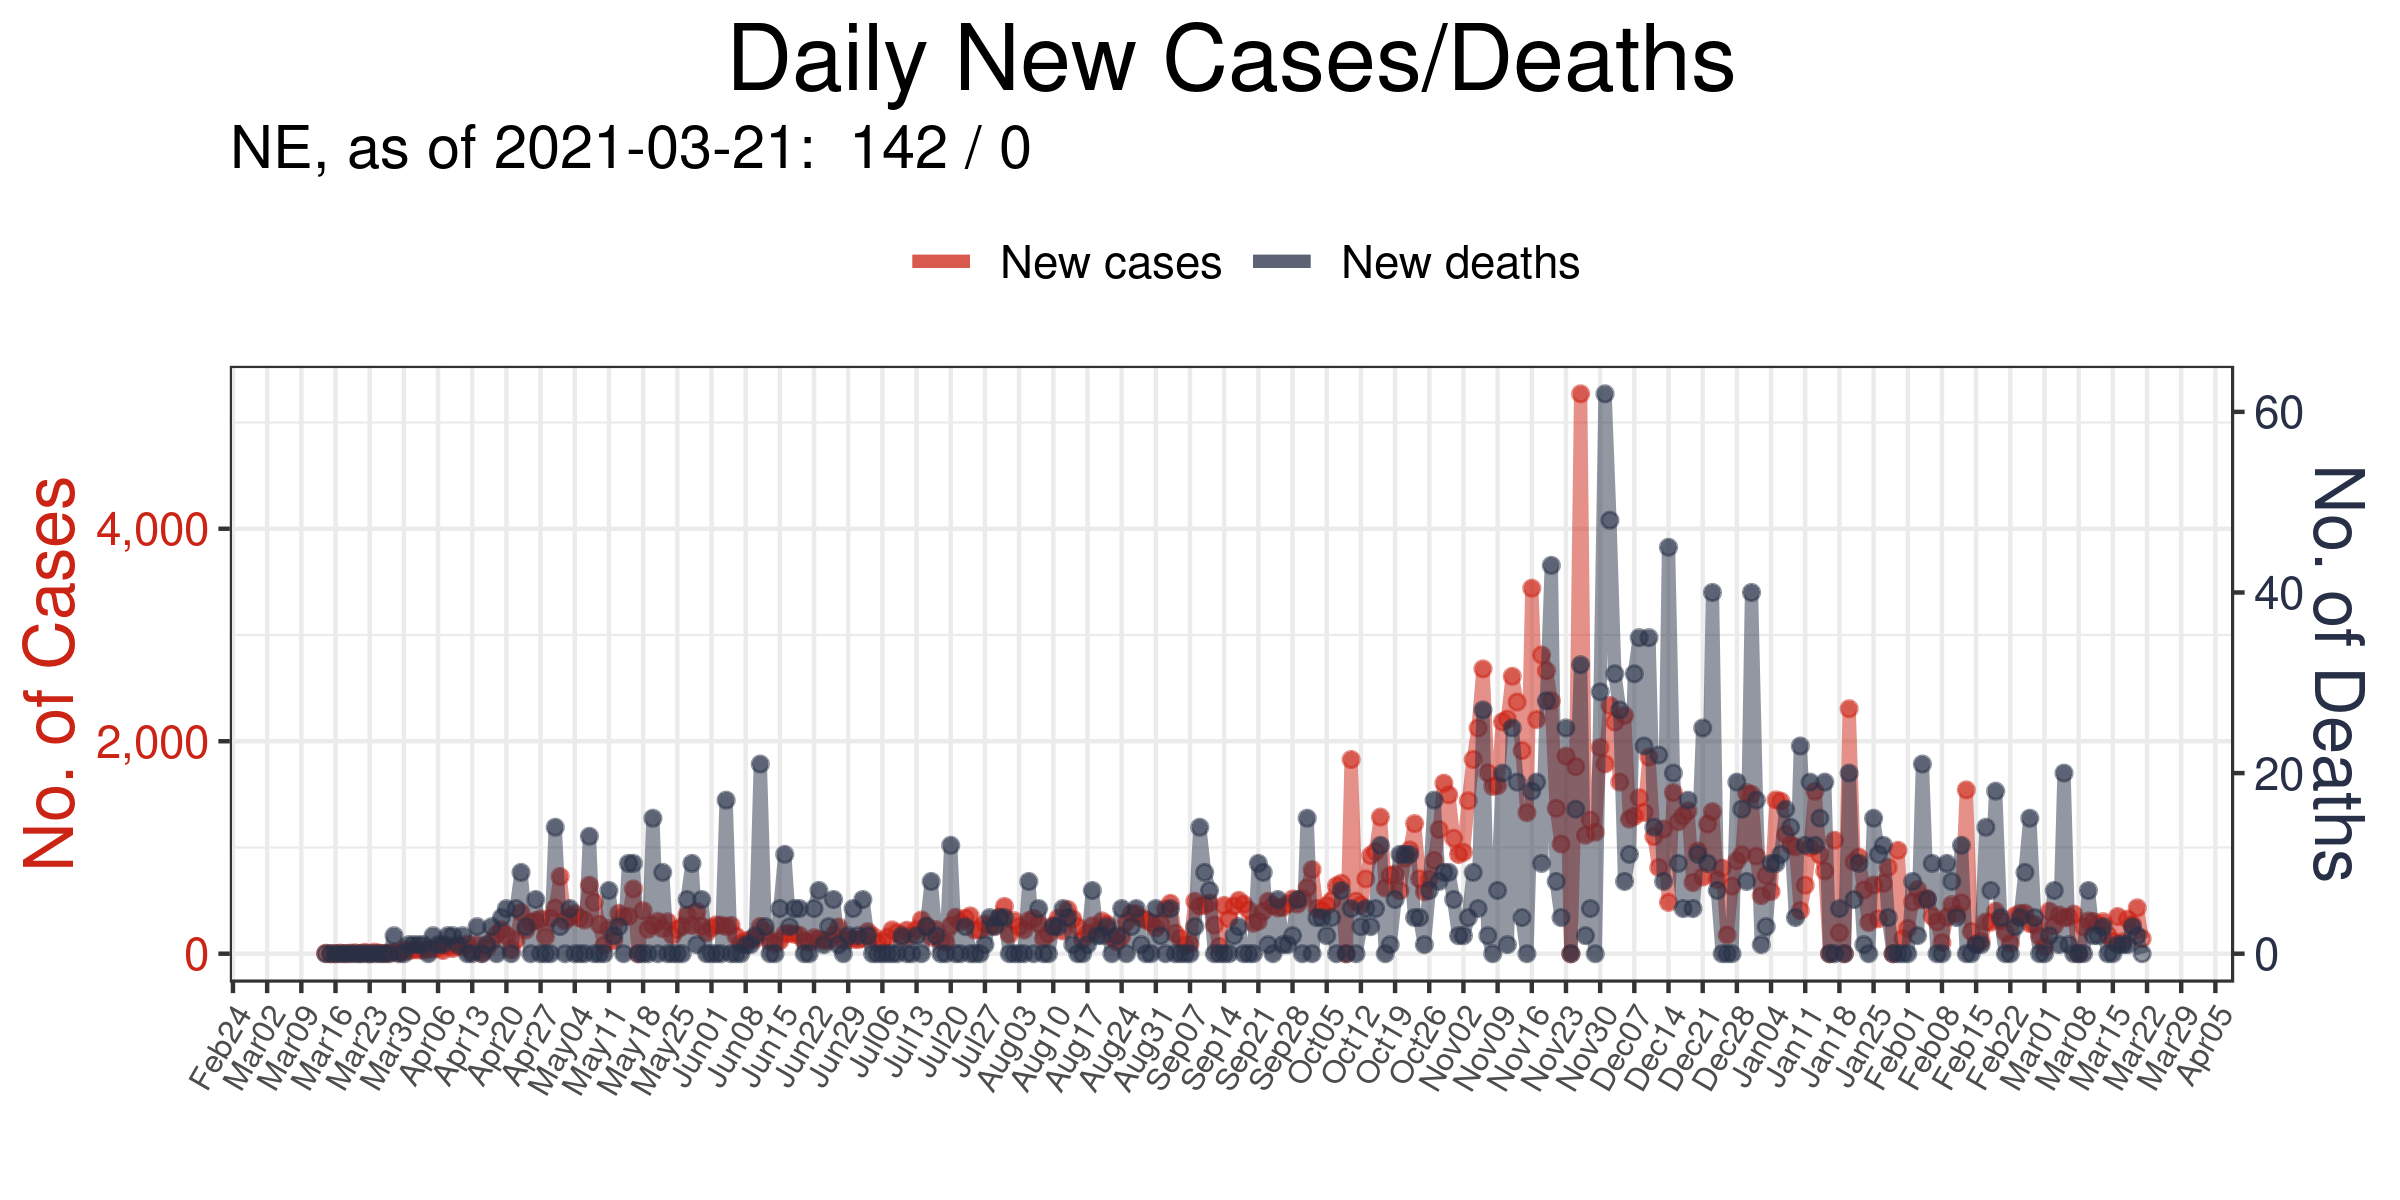 Daily New Cases/Deaths
NE, as of 2021-03-21:  142 / 0
New cases
New deaths
No. of Cases
4,000
2,000
0
60
40
20
0
No. of Deaths
Feb24
Mar02
Mar09
Mar16
Mar23
Mar30
Apr06
Apr13
Apr20
Apr27
May04
May11
May18
May25
Jun01
Jun08
Jun15
Jun22
Jun29
Jul06
Jul13
Jul20
Jul27
Aug03
Aug10
Aug17
Aug24
Aug31
Sep07
Sep14
Sep21
Sep28
Oct05
Oct12
Oct19
Oct26
Nov02
Nov09
Nov16
Nov23
Nov30
Dec07
Dec14
Dec21
Dec28
Jan04
Jan11
Jan18
Jan25
Feb01
Feb08
Feb15
Feb22
Mar01
Mar08
Mar15
Mar22
Mar29
Apr05